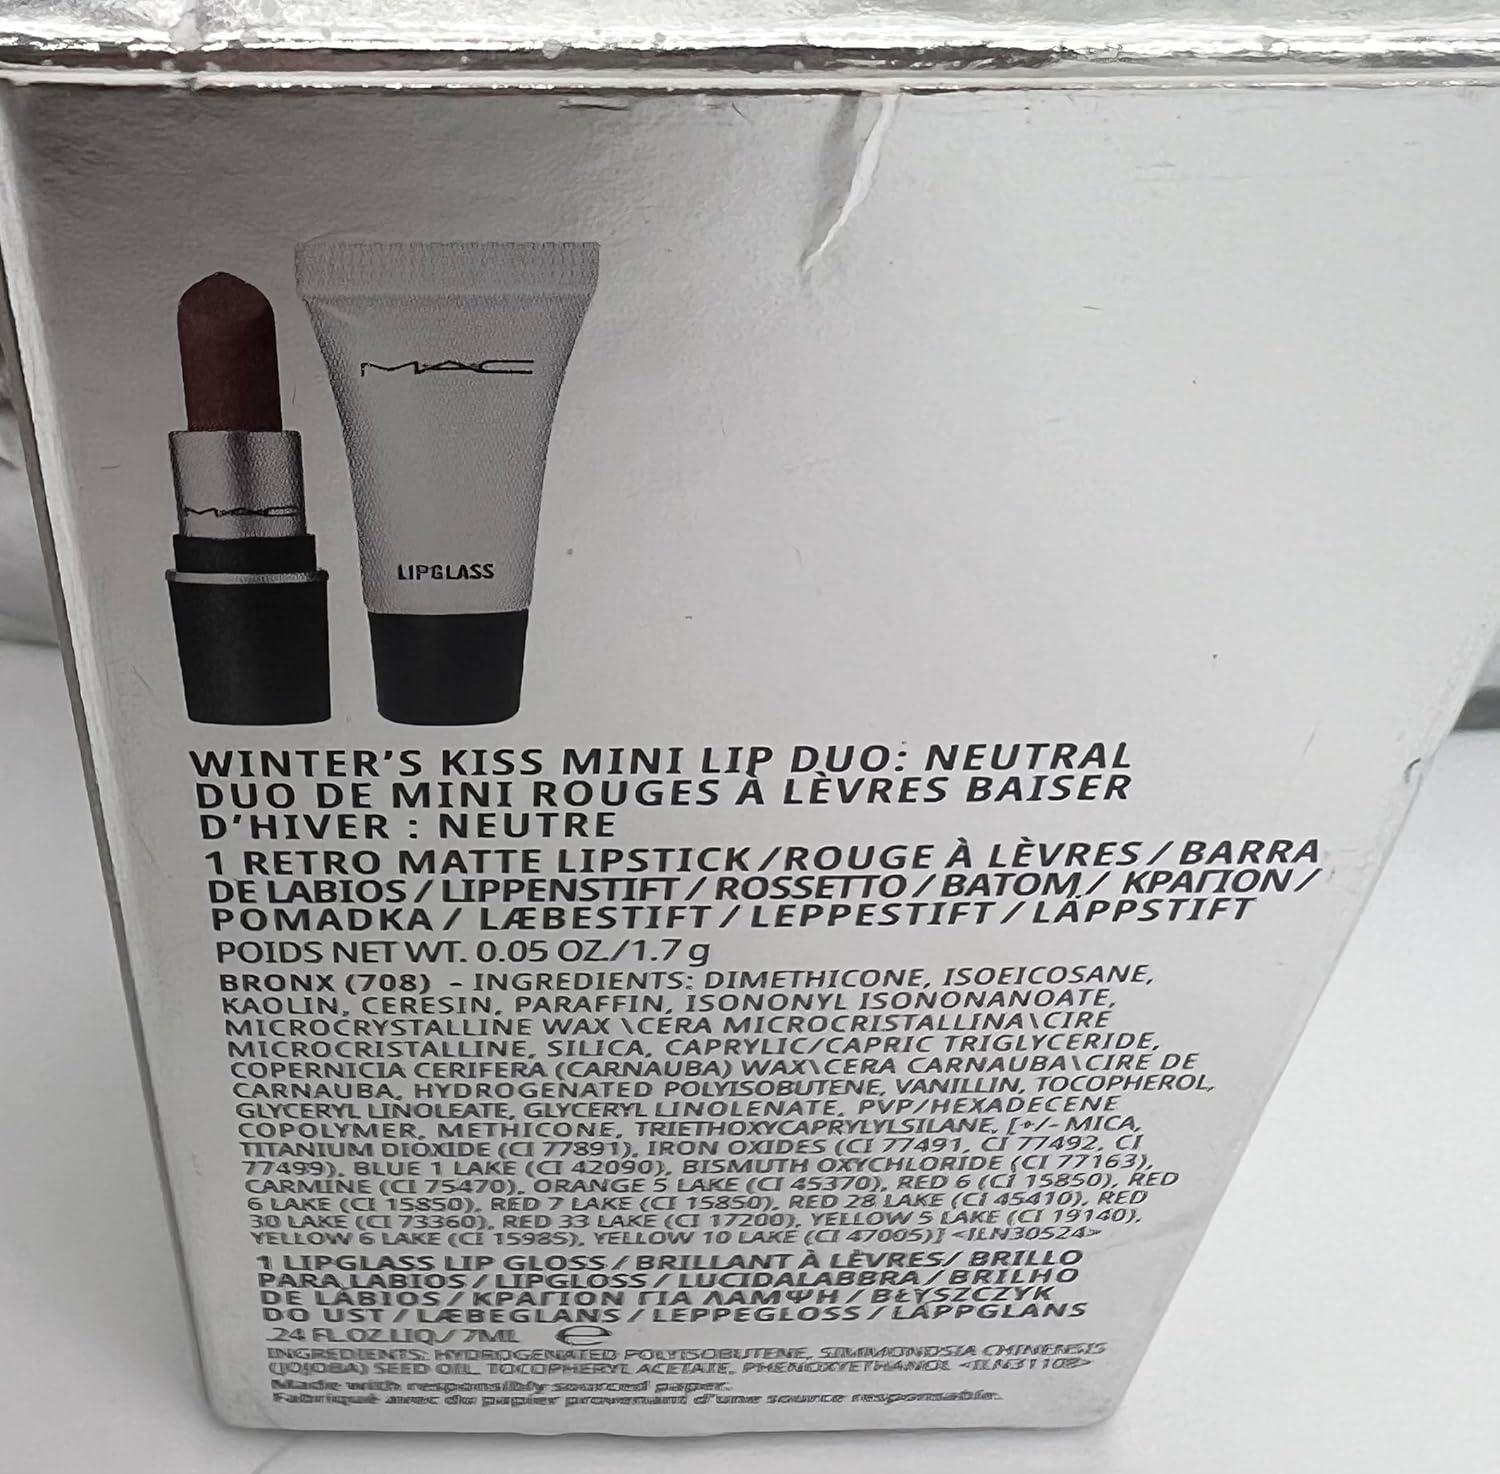 MAC
MAC
LIPGLASS
WINTER'S KISS MINI LIP DUO: NEUTRAL
DUO DE MINI ROUGES À LÈVRES BAISER
D'HIVER : NEUTRE
1 RETRO MATTE LIPSTICK/ROUGE À LÈVRES/BARRA
DE LABIOS/LIPPENSTIFT/ROSSETTO/BATOM/ ΚΡΑΓΙΟΝ/
POMADKA/ LÆBESTIFT/LEPPESTIFT/LÄPPSTIFT
POIDS NET WT. 0.05 OZ./1.7 g
BRONX (708) - INGREDIENTS: DIMETHICONE, ISOEICOSANE,
KAOLIN, CERESIN, PARAFFIN, ISONONYL ISONONANOATE,
MICROCRYSTALLINE WAX \CERA MICROCRISTALLINA\CIRE
MICROCRISTALLINE, SILICA, CAPRYLIC/CAPRIC TRIGLYCERIDE,
COPERNICIA CERIFERA (CARNAUBA) WAX\CERA CARNAUBA\CIRE DE
CARNAUBA, HYDROGENATED POLYISOBUTENE, VANILLIN, TOCOPHEROL,
GLYCERYL LINOLEATE, GLYCERYL LINOLENATE, PVP/HEXADECENE
COPOLYMER, METHICONE, TRIETHOXYCAPRYLYLSILANE, [+/- MICA,
TITANIUM DIOXIDE (CI 77891), IRON OXIDES (CI 77491, CI 77492, CI
77499), BLUE 1 LAKE (CI 42090), BISMUTH OXYCHLORIDE (CI 77163),
CARMINE (CI 75470), ORANGE 5 LAKE (CI 45370), RED 6 (CI 15850), RED
6 LAKE (CI 15850), RED 7 LAKE (CI 15850), RED 28 LAKE (CI 45410), RED
30 LAKE (CI 73360), RED 33 LAKE (CI 17200), YELLOW 5 LAKE (CI 19140),
YELLOW 6 LAKE (CI 15985), YELLOW 10 LAKE (CI 47005)] <ILN30524>
1 LIPGLASS LIP GLOSS/BRILLANT À LÈVRES/BRILLO
PARA LABIOS/LIPGLOSS/LUCIDALABBRA/BRILHO
DE LABIOS/ΚΡΑΓΙΟΝ ΓΙΑ ΛΑΜΨΗ/BŁYSZCZYK
DO UST/LÆBEGLANS/LEPPEGLOSS/LÄPPGLANS
.24 FL.OZ.LIQ./7ML ℮
INGREDIENTS: HYDROGENATED POLYISOBUTENE, SIMMONDSIA CHINENSIS
(JOJOBA) SEED OIL, TOCOPHERYL ACETATE, PHENOXYETHANOL <ILN31108>
Made with responsibly sourced paper.
Fabriqué avec du papier provenant d'une source responsable.